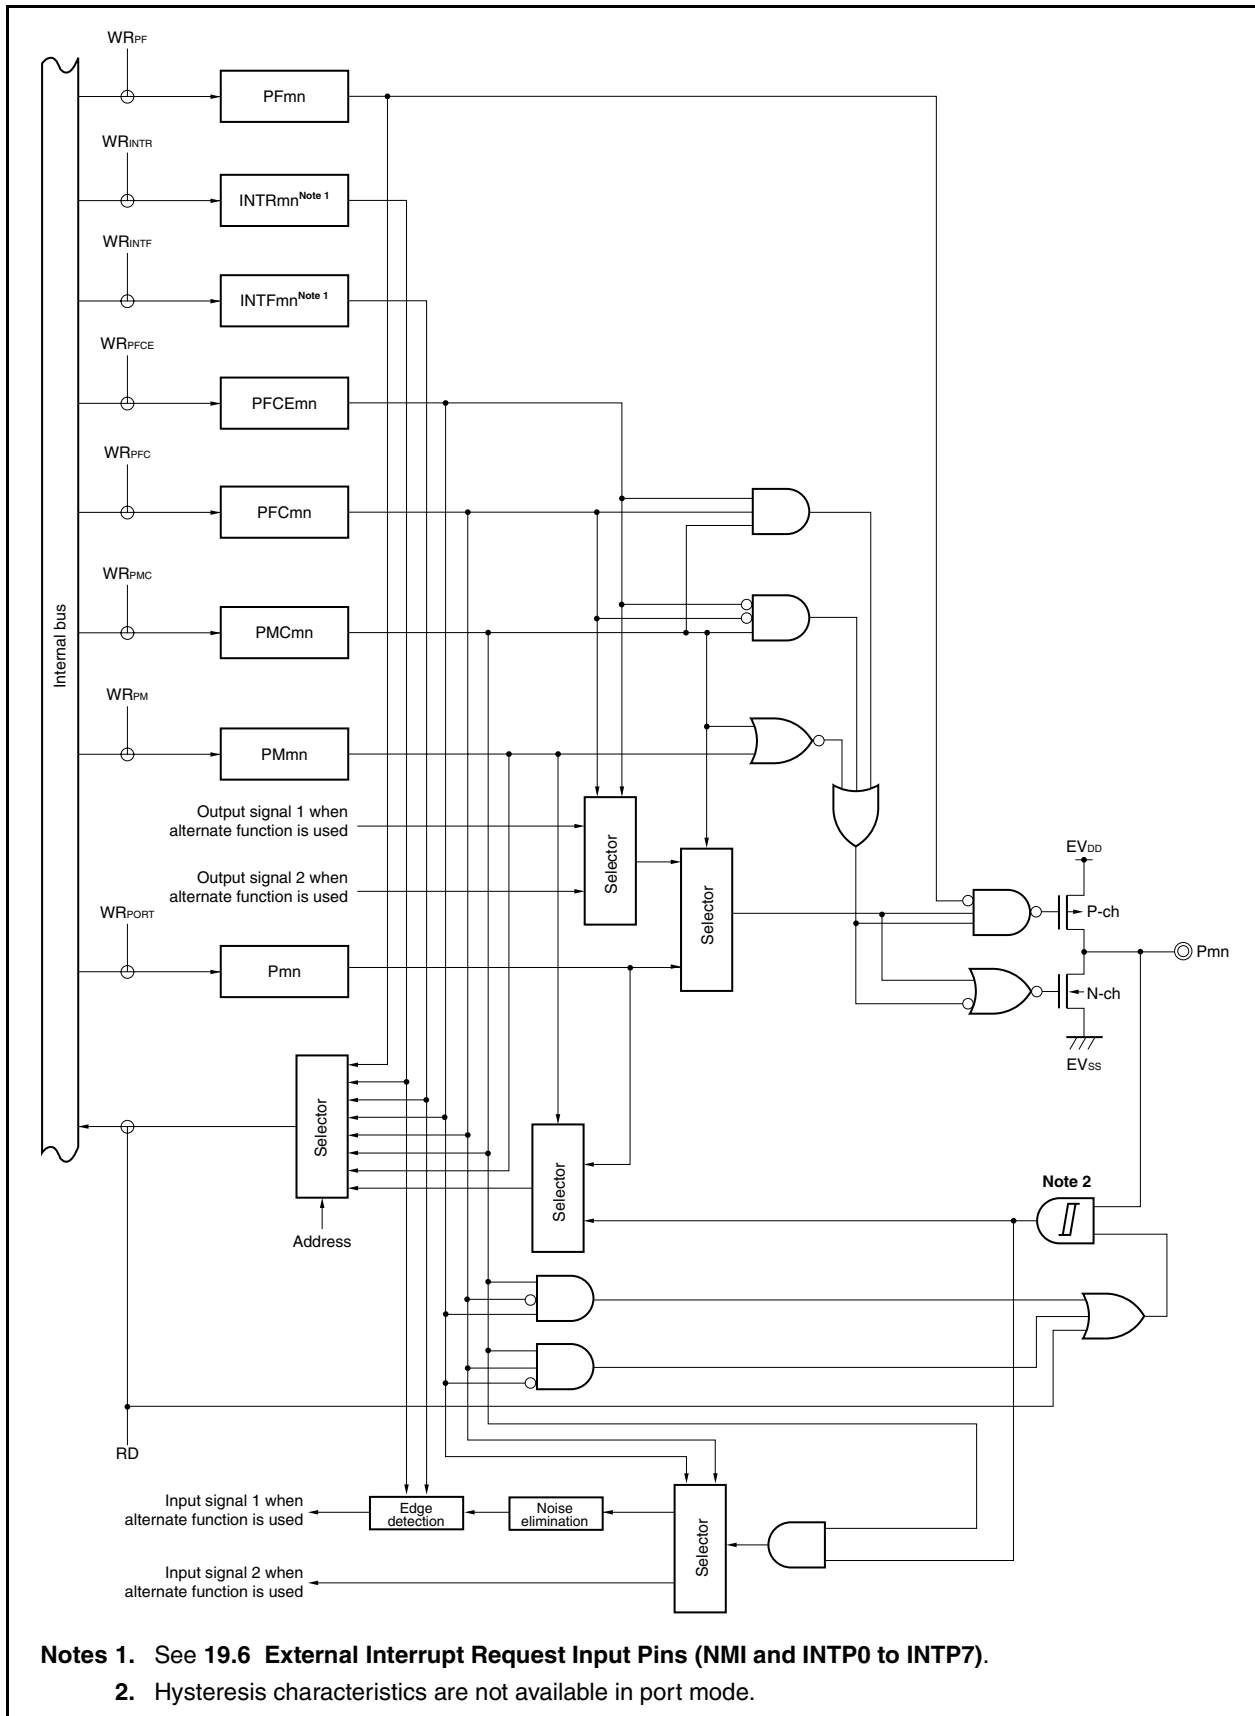 WRPF
PFmn
WRINTR
INTRmnNote 1
WRINTF
INTFmnNote 1
WRPFCE
PFCEmn
WRPFC
PFCmn
WRPMC
PMCmn
Internal bus
WRPM
PMmn
Output signal 1 when
alternate function is used
Selector
Output signal 2 when
alternate function is used
Selector
EVDD
P-ch
WRPORT
Pmn
Pmn
N-ch
EVSS
Selector
Selector
Address
Note 2
RD
Input signal 1 when
alternate function is used
Edge
detection
Noise
elimination
Selector
Input signal 2 when
alternate function is used
Notes 1. See 19.6 External Interrupt Request Input Pins (NMI and INTP0 to INTP7).
2. Hysteresis characteristics are not available in port mode.